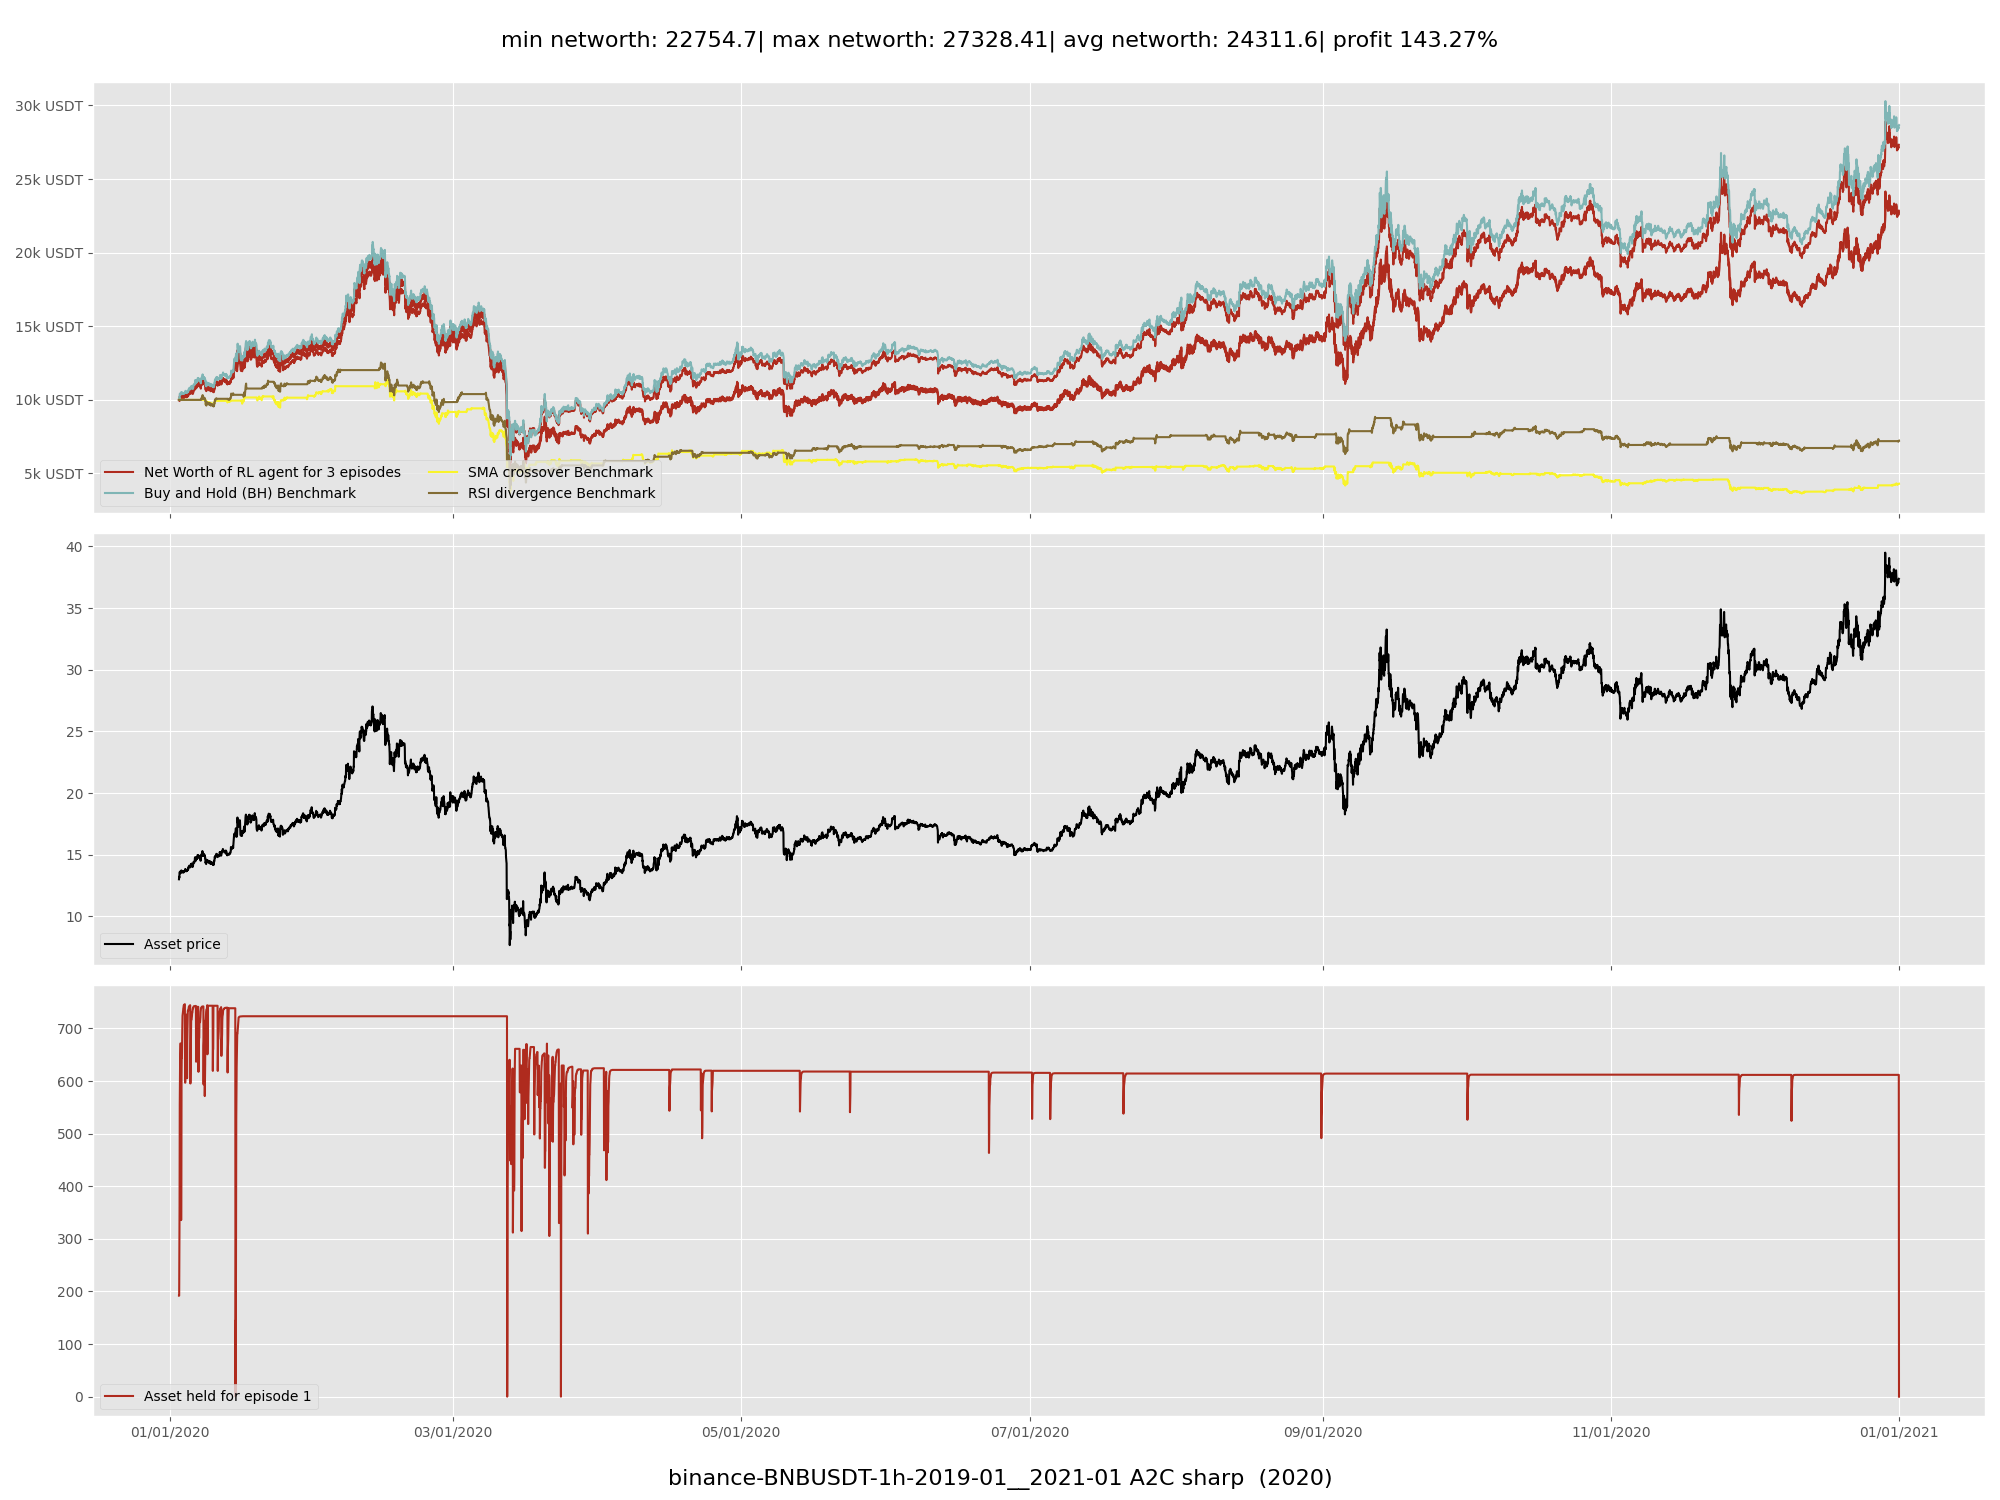 min networth: 22754.7| max networth: 27328.41| avg networth: 24311.6| profit 143.27%
30k USDT
25k USDT
20k USDT
15k USDT
10k USDT
5k USDT
Net Worth of RL agent for 3 episodes
Buy and Hold (BH) Benchmark
SMA crossover Benchmark
RSI divergence Benchmark
40
35
30
25
20
15
10
Asset price
700
600
500
400
300
200
100
0
Asset held for episode 1
01/01/2020 03/01/2020 05/01/2020 07/01/2020 09/01/2020 11/01/2020 01/01/2021
binance-BNBUSDT-1h-2019-01__2021-01 A2C sharp  (2020)